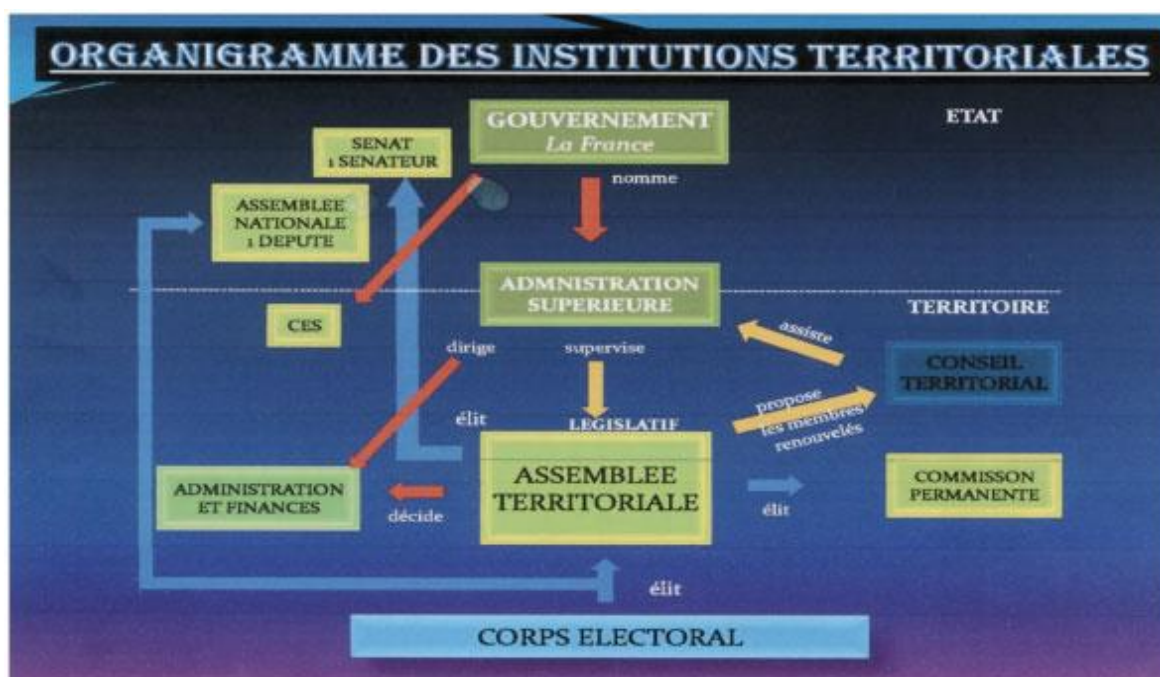 ORGANIGRAMME DES INSTITUTIONS TERRITORIALES
ETAT
GOUVERNEMENT
La France
SENAT
1 SENATEUR
nomme
ASSEMBLEE
NATIONALE
1 DEPUTE
ADMNISTRATION
SUPERIEURE
TERRITOIRE
CES
assiste
dirige
supervise
CONSEIL
TERRITORIAL
propose
les membres
renouvelés
élit
LEGISLATIF
ASSEMBLEE
TERRITORIALE
ADMINISTRATION
ET FINANCES
décide
élit
COMMISSON
PERMANENTE
élit
CORPS ELECTORAL